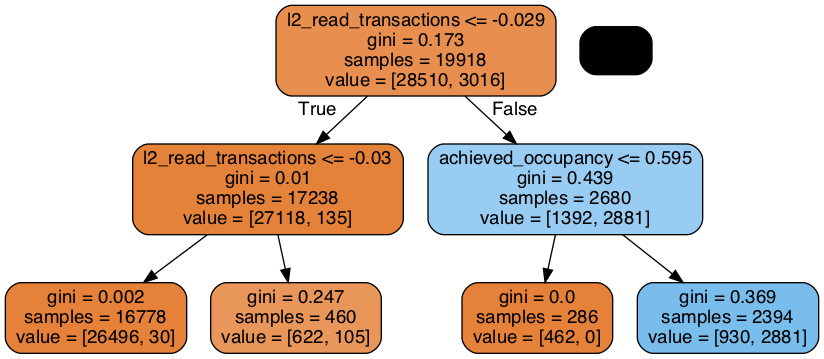 l2_read_transactions <= -0.029
gini = 0.173
samples = 19918
value = [28510, 3016]
True
False
l2_read_transactions <= -0.03
gini = 0.01
samples = 17238
value = [27118, 135]
achieved_occupancy <= 0.595
gini = 0.439
samples = 2680
value = [1392, 2881]
gini = 0.002
samples = 16778
value = [26496, 30]
gini = 0.247
samples = 460
value = [622, 105]
gini = 0.0
samples = 286
value = [462, 0]
gini = 0.369
samples = 2394
value = [930, 2881]